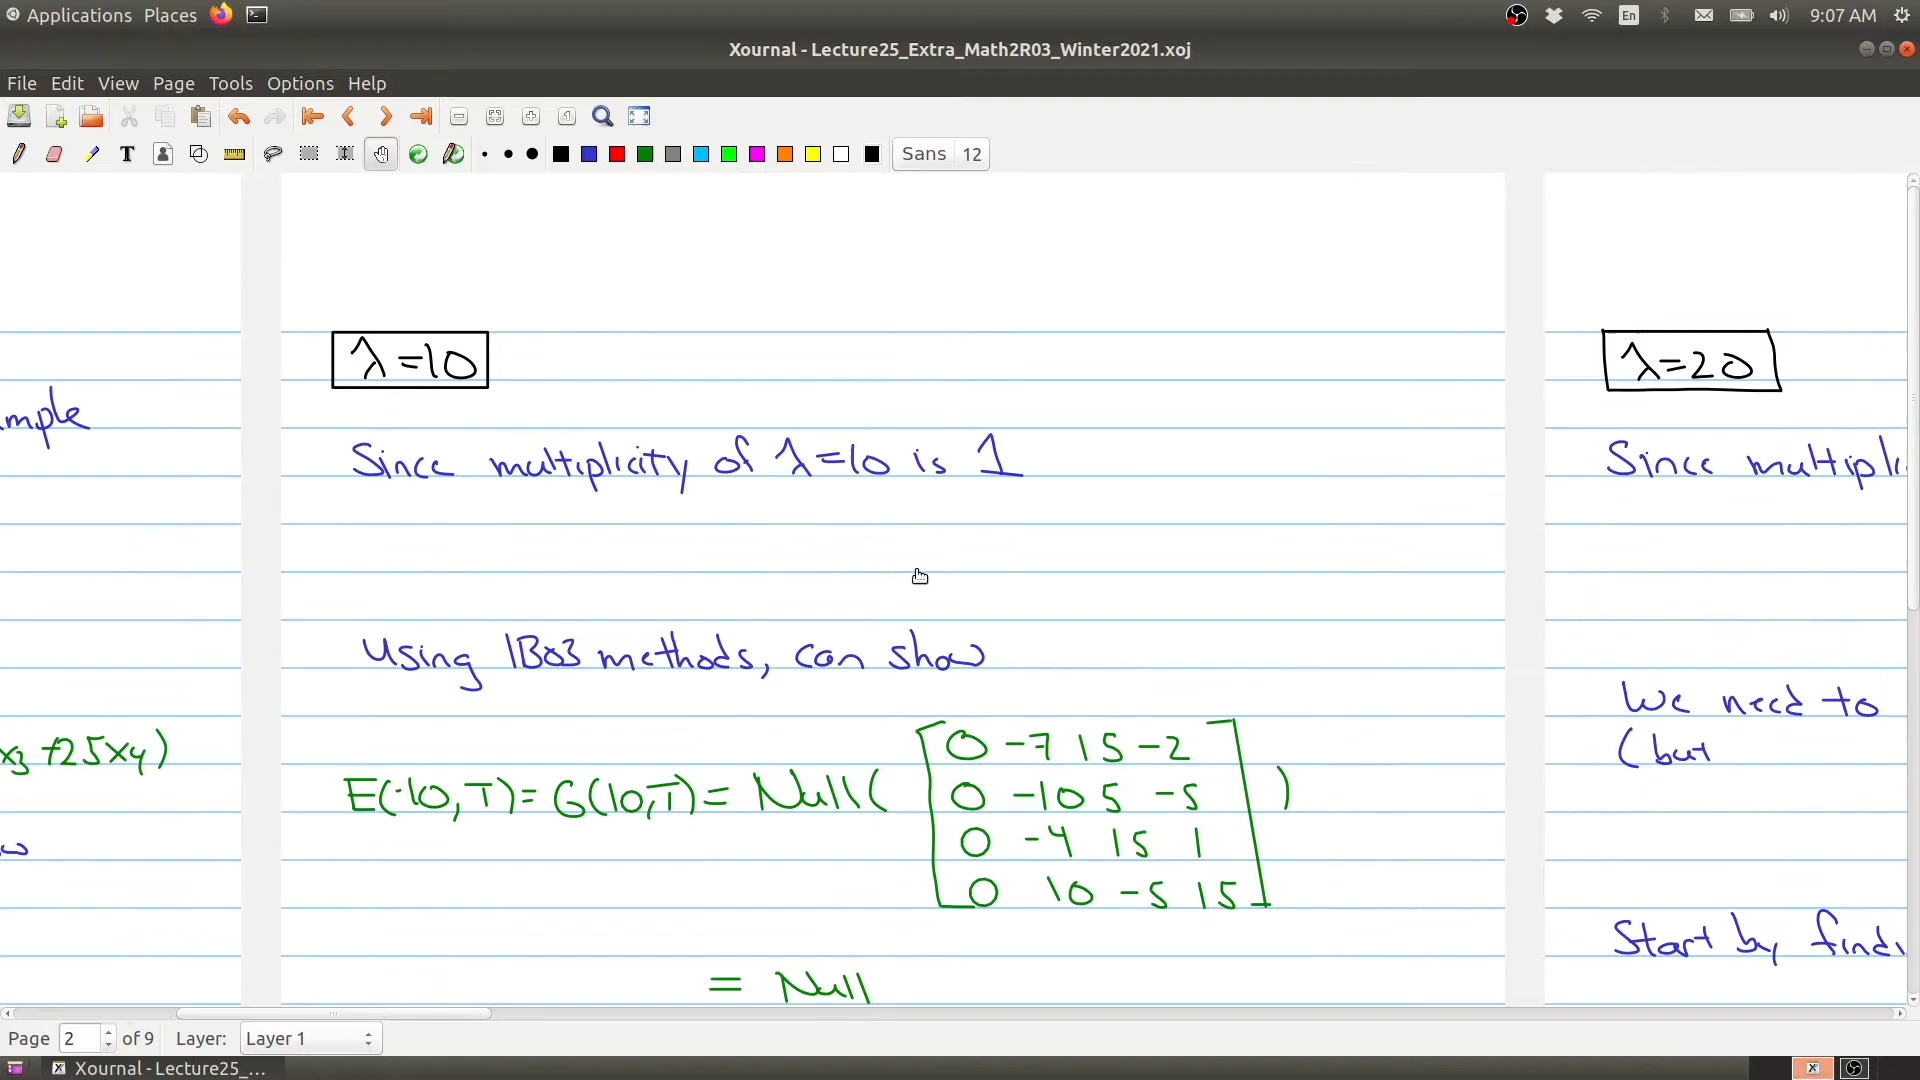 Applications Places En 9:07 AM
Xournal - Lecture25_Extra_Math2R03_Winter2021.xoj
File Edit View Page Tools Options Help
Sans 12
mple
x3 +25x4)
λ=10
Since multiplicity of λ=10 is 1
Using 1B03 methods, can show
E(10,T)= G(10,T)= Null(
0 -7 15 -2
0 -10 5 -5
0 -4 15 1
0 10 -5 15
)
= Null
λ=20
Since multipli
We need to
(but
Start by findi
Page 2 of 9 Layer: Layer 1
Xournal - Lecture25_...